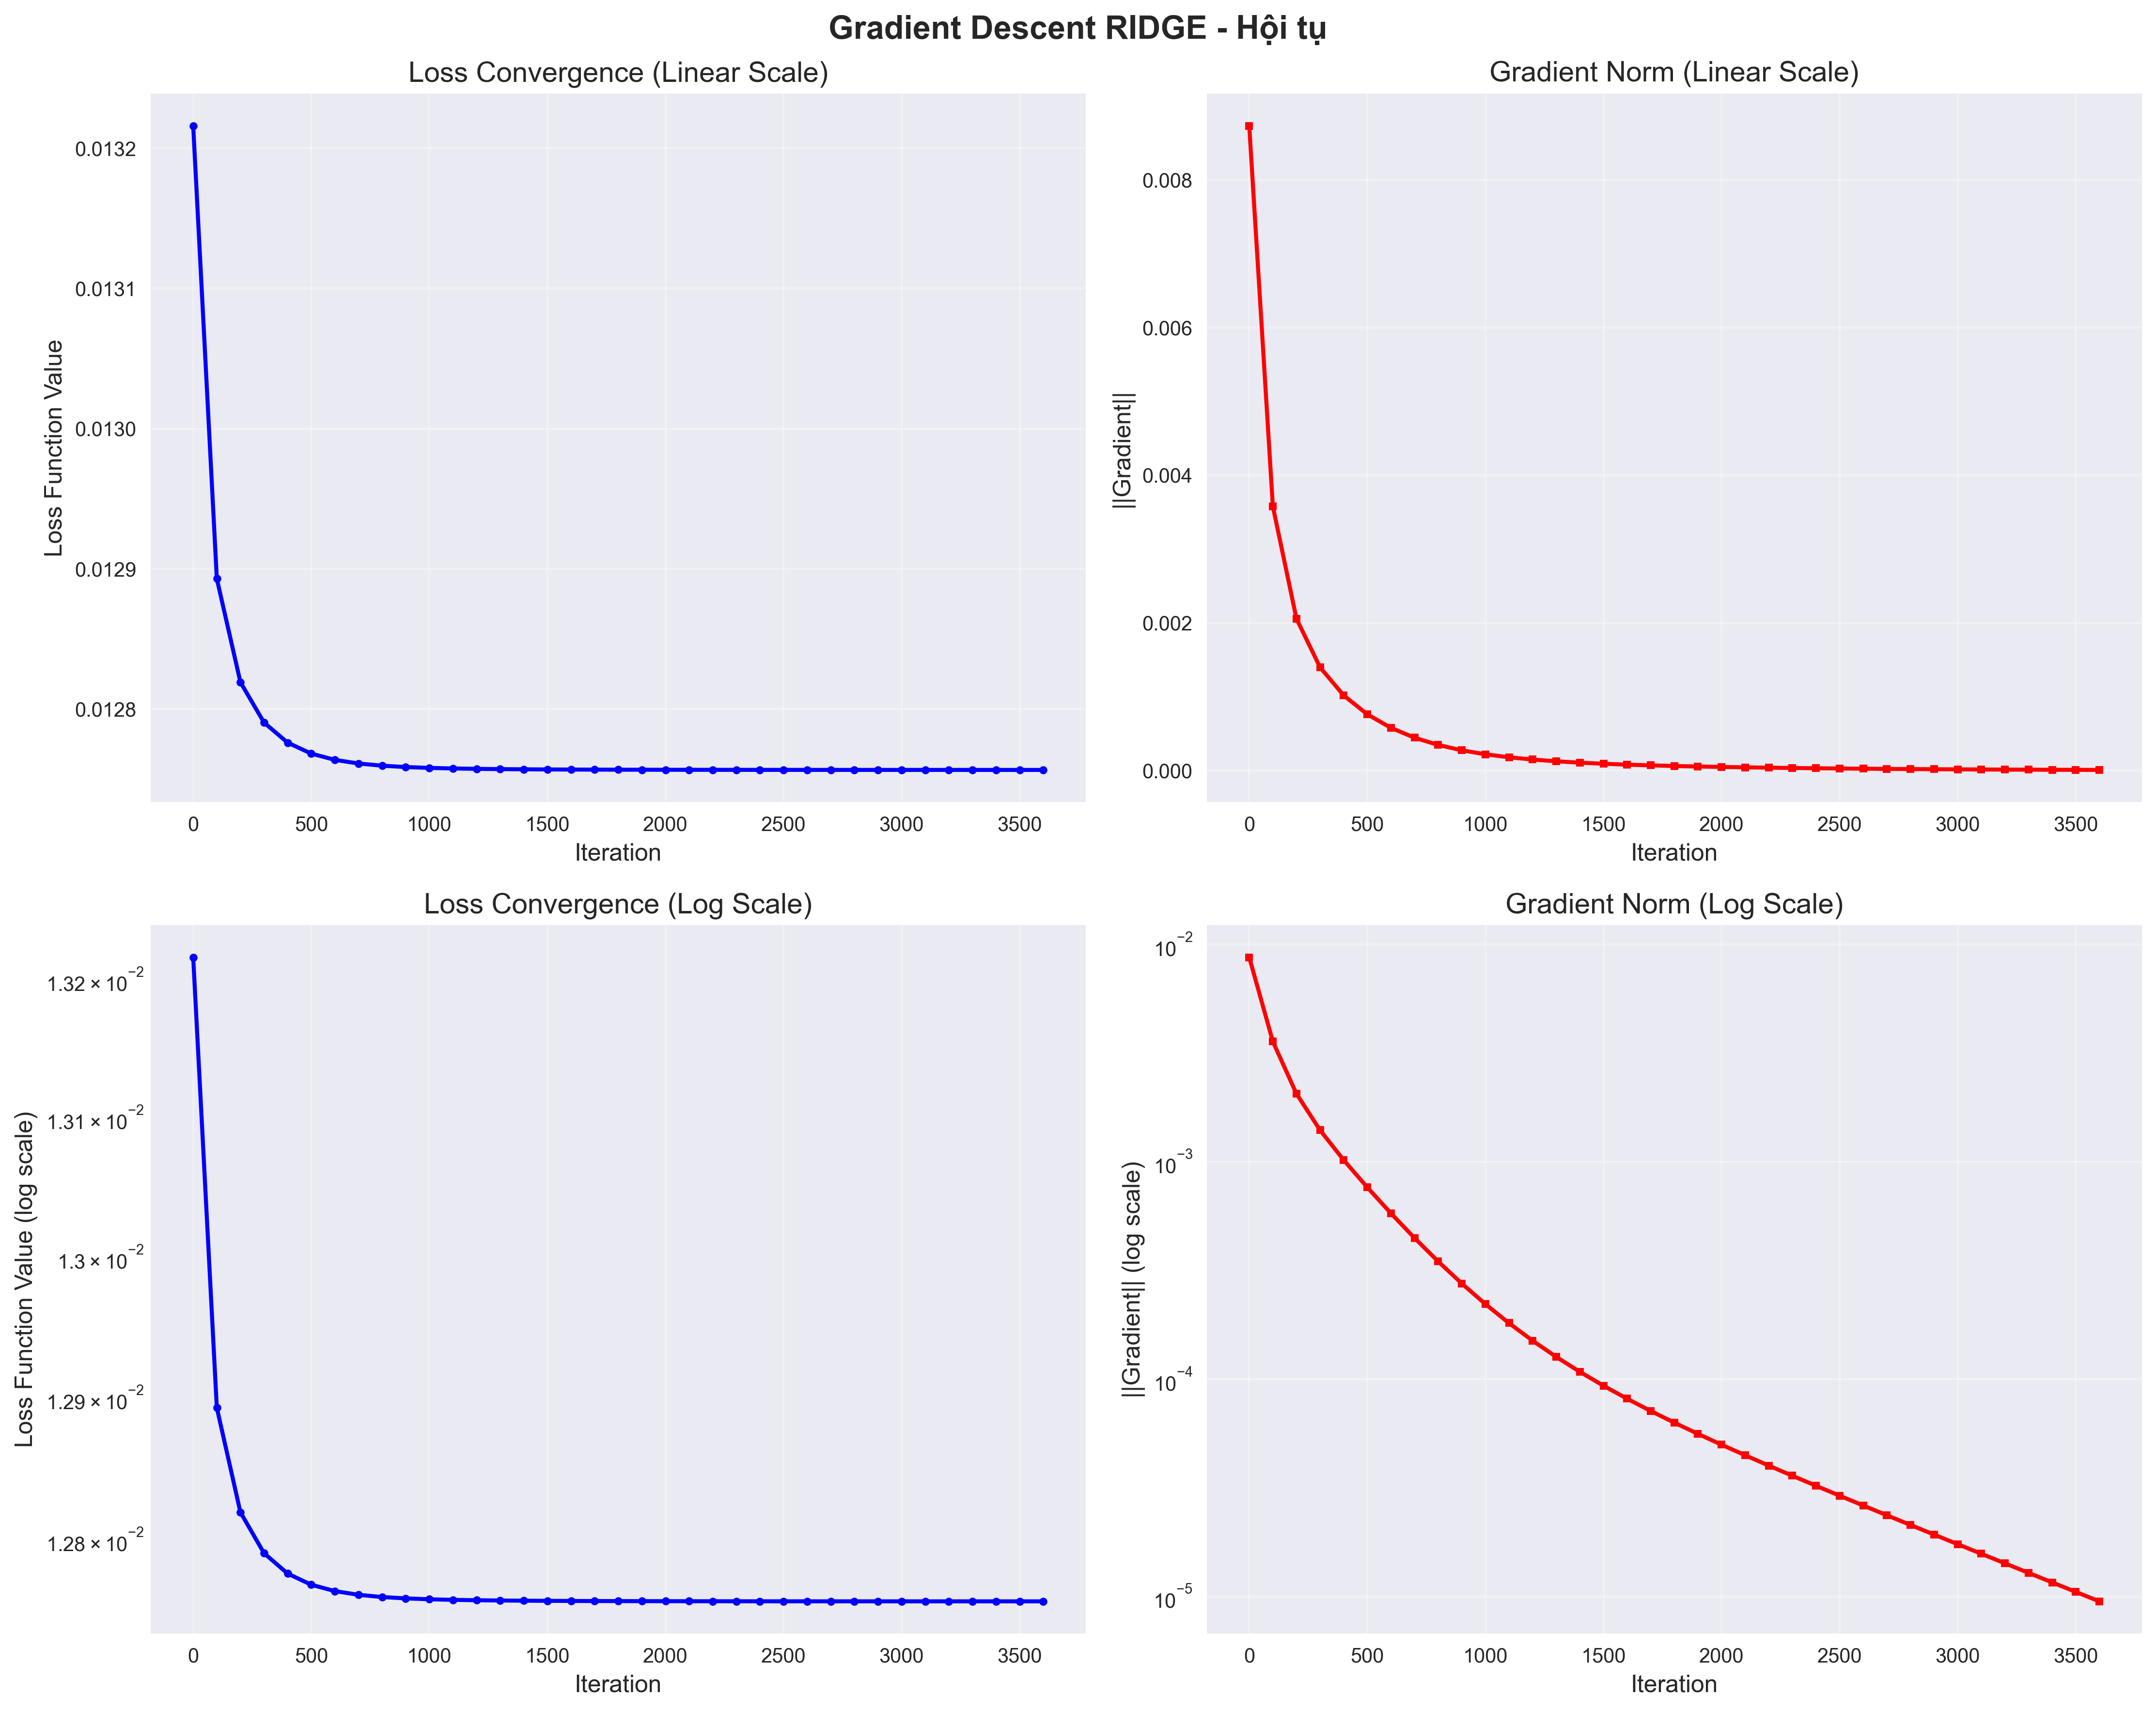 Gradient Descent RIDGE - Hội tụ
Loss Convergence (Linear Scale)
Loss Function Value
0.0132
0.0131
0.0130
0.0129
0.0128
0 500 1000 1500 2000 2500 3000 3500
Iteration
Gradient Norm (Linear Scale)
||Gradient||
0.008
0.006
0.004
0.002
0.000
0 500 1000 1500 2000 2500 3000 3500
Iteration
Loss Convergence (Log Scale)
Loss Function Value (log scale)
1.32 × 10⁻²
1.31 × 10⁻²
1.3 × 10⁻²
1.29 × 10⁻²
1.28 × 10⁻²
0 500 1000 1500 2000 2500 3000 3500
Iteration
Gradient Norm (Log Scale)
||Gradient|| (log scale)
10⁻²
10⁻³
10⁻⁴
10⁻⁵
0 500 1000 1500 2000 2500 3000 3500
Iteration